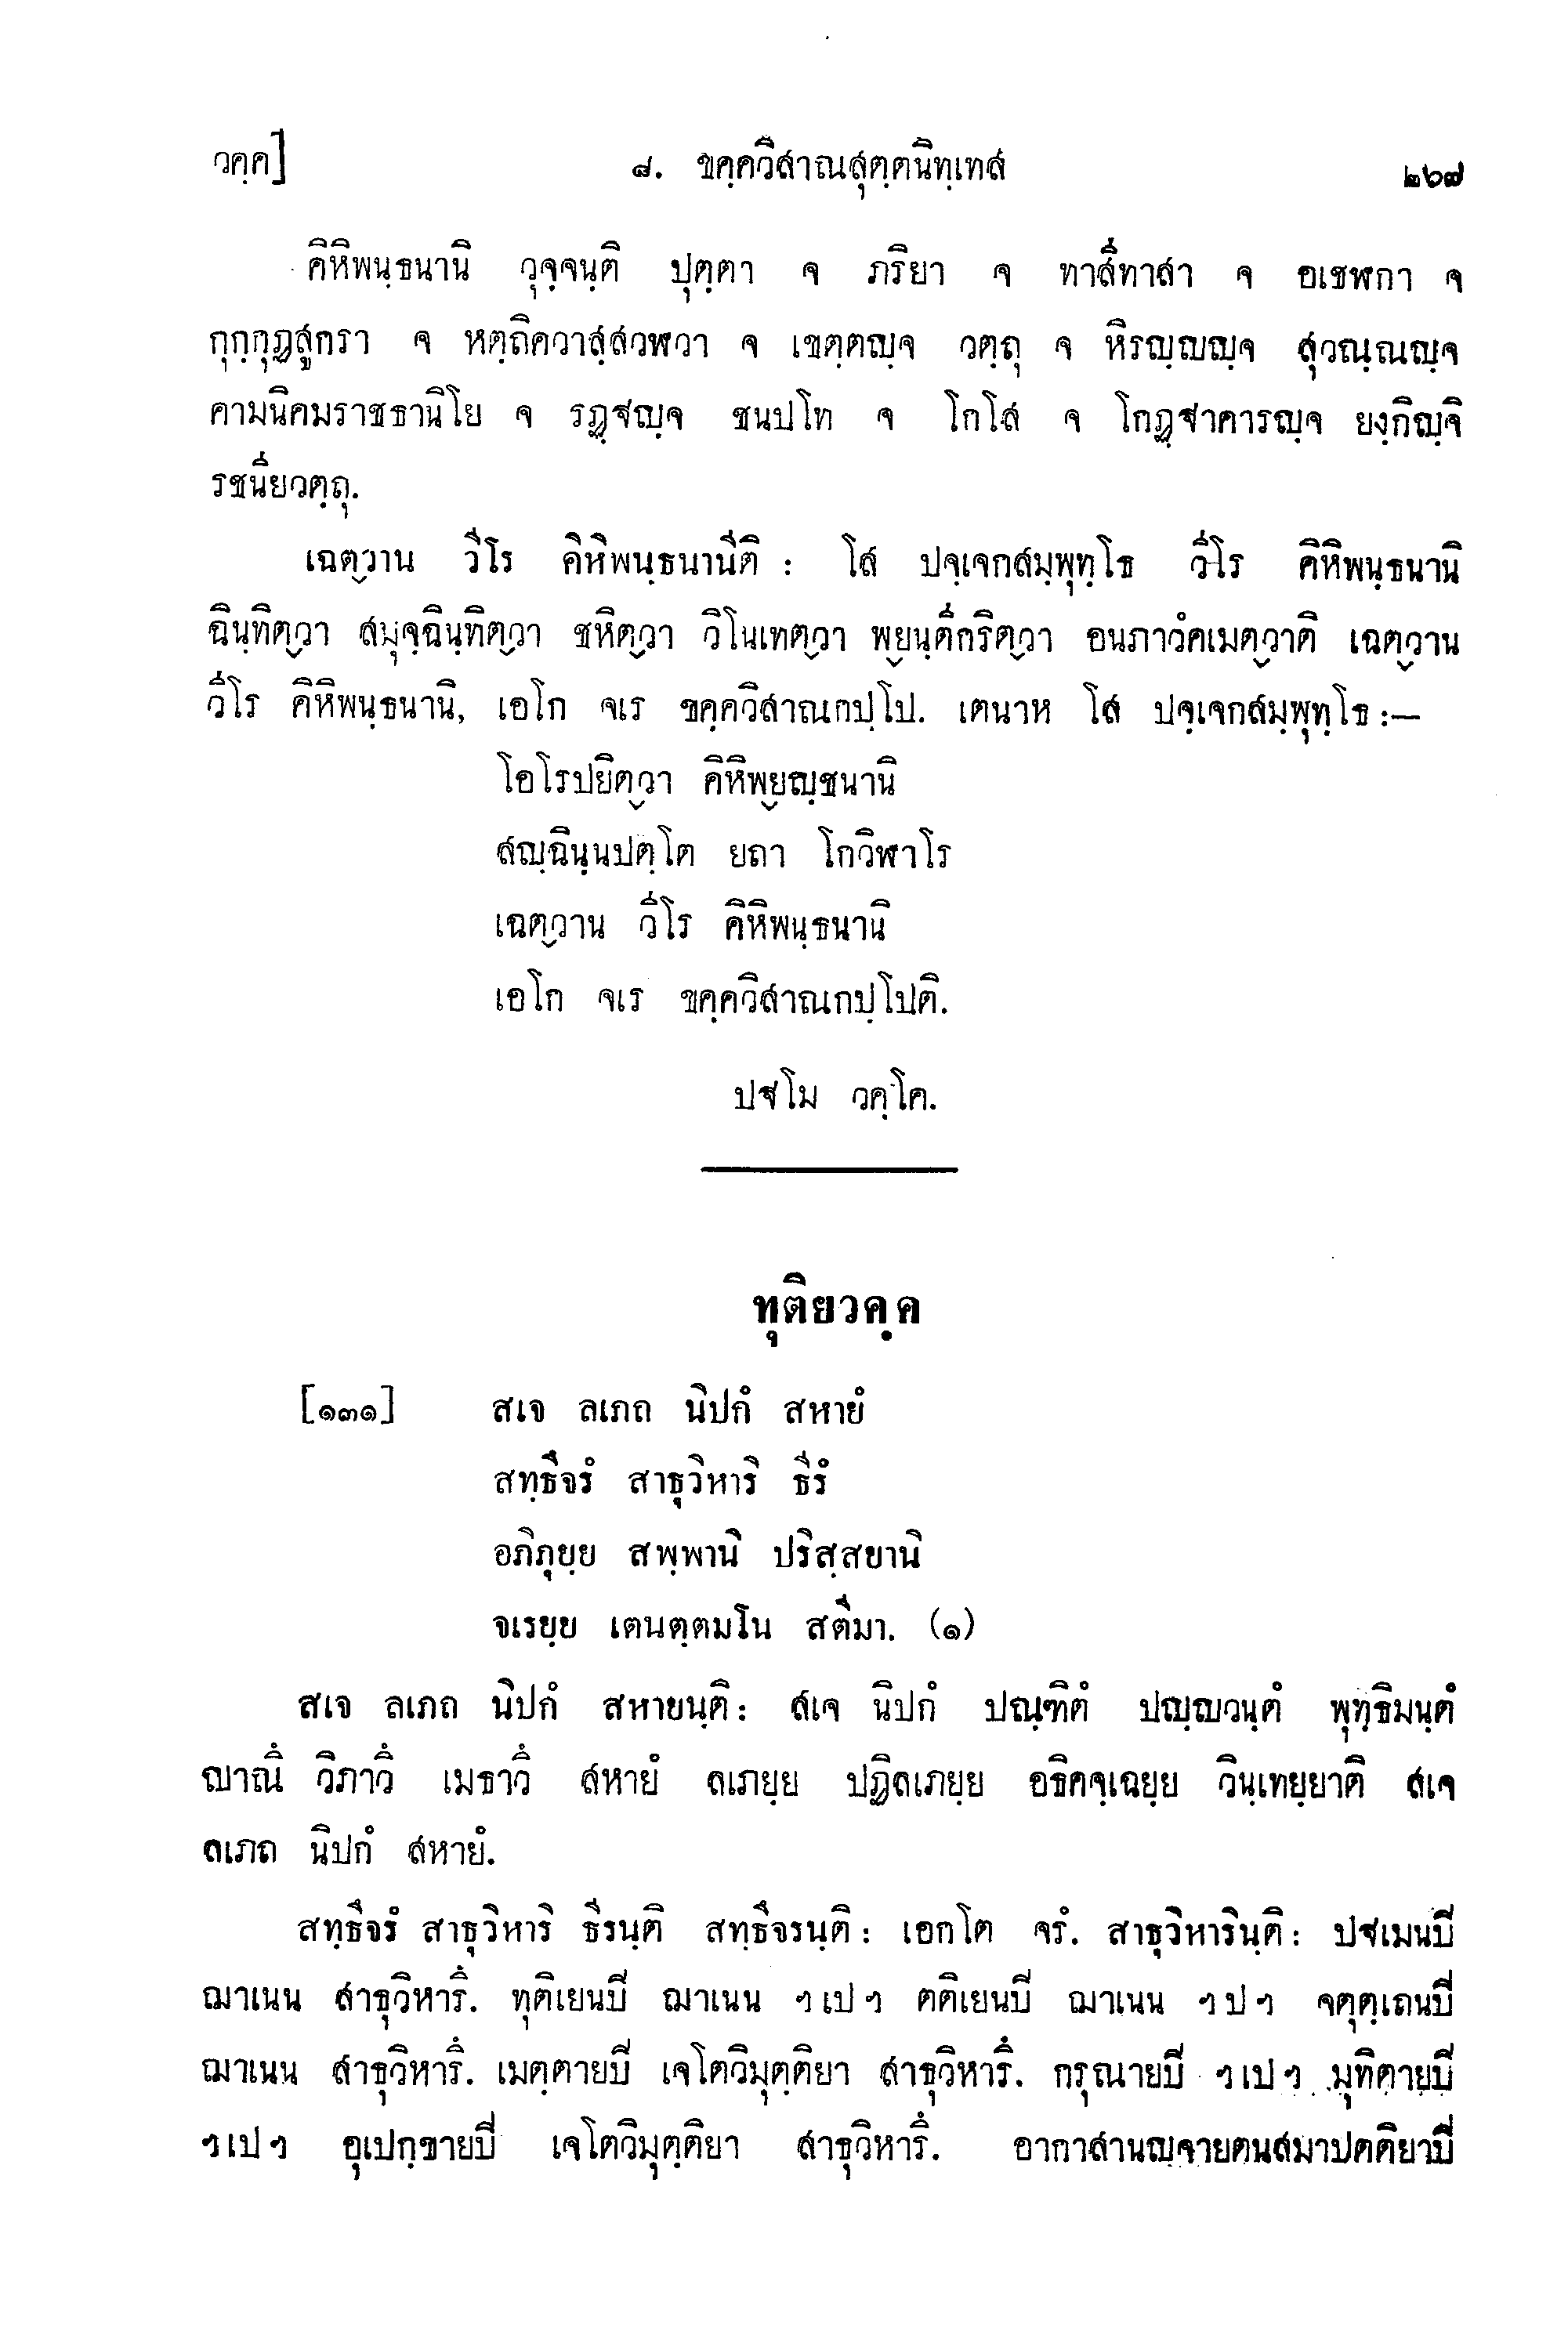 วคฺค] ๘. ขคฺควิสาณสุตฺตนิทฺเทส ๒๖๗
คิหิพนฺธนานิ วุจฺจนฺติ ปุตฺตา จ ภริยา จ ทาสีทาสา จ อเชฬกา จ
กุกฺกุฏสูกรา จ หตฺถิควาสฺสวฬวา จ เขตฺตญฺจ วตฺถุ จ หิรญฺญญฺจ สุวณฺณญฺจ
คามนิคมราชธานิโย จ รฏฺฐญฺจ ชนปโท จ โกโส จ โกฏฺฐาคารญฺจ ยงฺกิญฺจิ
รชนียวตฺถุ.
เฉตฺวาน วีโร คิหิพนฺธนานีติ : โส ปจฺเจกสมฺพุทฺโธ วีโร คิหิพนฺธนานิ
ฉินฺทิตฺวา สมุจฺฉินฺทิตฺวา ชหิตฺวา วิโนเทตฺวา พฺยนฺตีกริตฺวา อนภาวํคเมตฺวาติ เฉตฺวาน
วีโร คิหิพนฺธนานิ, เอโก จเร ขคฺควิสาณกปฺโป. เตนาห โส ปจฺเจกสมฺพุทฺโธ :—
โอโรปยิตฺวา คิหิพฺยญฺชนานิ
สญฺฉินฺนปตฺโต ยถา โกวิฬาโร
เฉตฺวาน วีโร คิหิพนฺธนานิ
เอโก จเร ขคฺควิสาณกปฺโปติ.
ปฐโม วคฺโค.
ทุติยวคฺค
[๑๓๑] สเจ ลเภถ นิปกํ สหายํ
สทฺธึจรํ สาธุวิหาริ ธีรํ
อภิภุยฺย สพฺพานิ ปริสฺสยานิ
จเรยฺย เตนตฺตมโน สตีมา. (๑)
สเจ ลเภถ นิปกํ สหายนฺติ : สเจ นิปกํ ปณฺฑิตํ ปญฺญวนฺตํ พุทฺธิมนฺตํ
ญาณึ วิภาวึ เมธาวึ สหายํ ลเภยฺย ปฏิลเภยฺย อธิคจฺเฉยฺย วินฺเทยฺยาติ สเจ
ลเภถ นิปกํ สหายํ.
สทฺธึจรํ สาธุวิหาริ ธีรนฺติ สทฺธึจรนฺติ : เอกโต จรํ. สาธุวิหารินฺติ : ปฐเมนปิ
ฌาเนน สาธุวิหารึ. ทุติเยนปิ ฌาเนน ฯเปฯ ตติเยนปิ ฌาเนน ฯปฯ จตุตฺเถนปิ
ฌาเนน สาธุวิหารึ. เมตฺตายปิ เจโตวิมุตฺติยา สาธุวิหารึ. กรุณายปิ ฯเปฯ มุทิตายปิ
ฯเปฯ อุเปกฺขายปิ เจโตวิมุตฺติยา สาธุวิหารึ. อากาสานญฺจายตนสมาปตฺติยาปิ